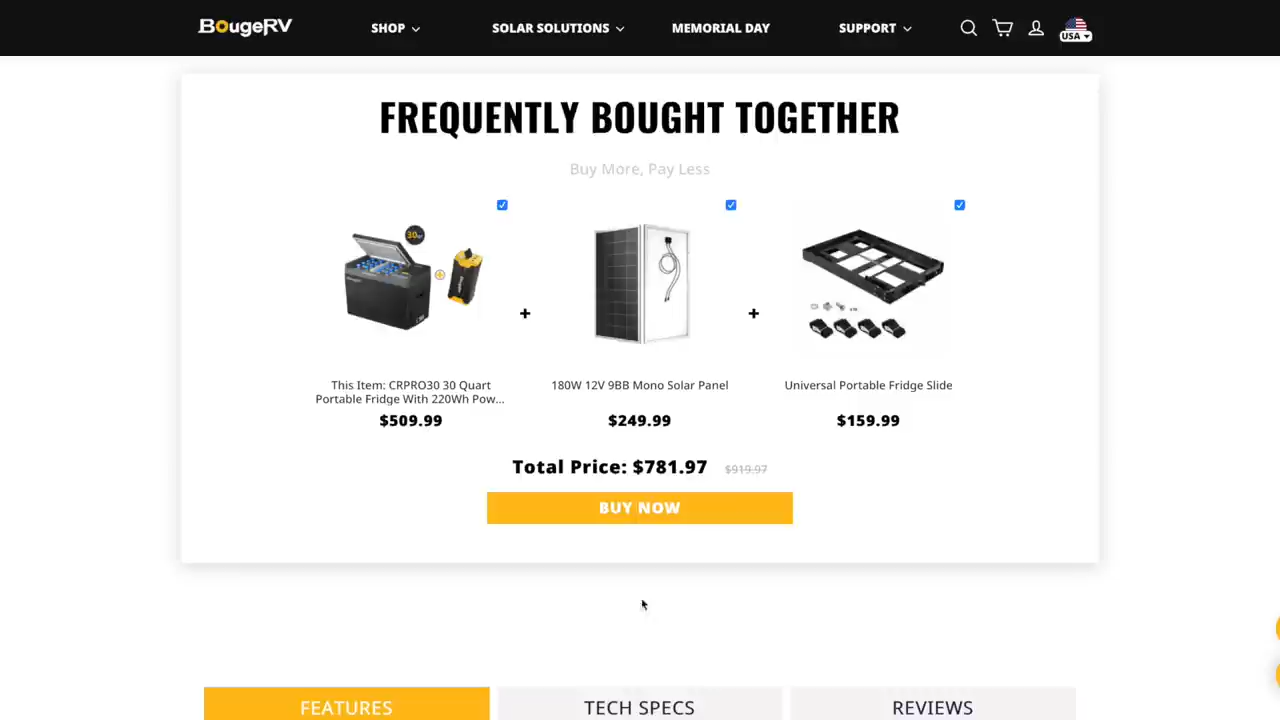 BougeRV
SHOP
SOLAR SOLUTIONS
MEMORIAL DAY
SUPPORT
USA
FREQUENTLY BOUGHT TOGETHER
Buy More, Pay Less
30
+
+
This Item: CRPRO30 30 Quart
Portable Fridge With 220Wh Pow...
$509.99
180W 12V 9BB Mono Solar Panel
$249.99
Universal Portable Fridge Slide
$159.99
Total Price: $781.97 $919.97
BUY NOW
FEATURES
TECH SPECS
REVIEWS